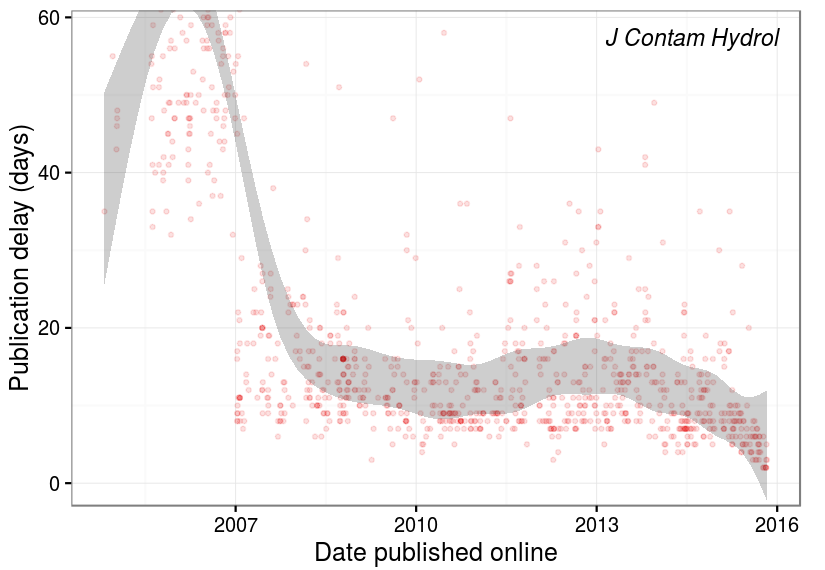 J Contam Hydrol
Publication delay (days)
60
40
20
0
2007
2010
2013
2016
Date published online